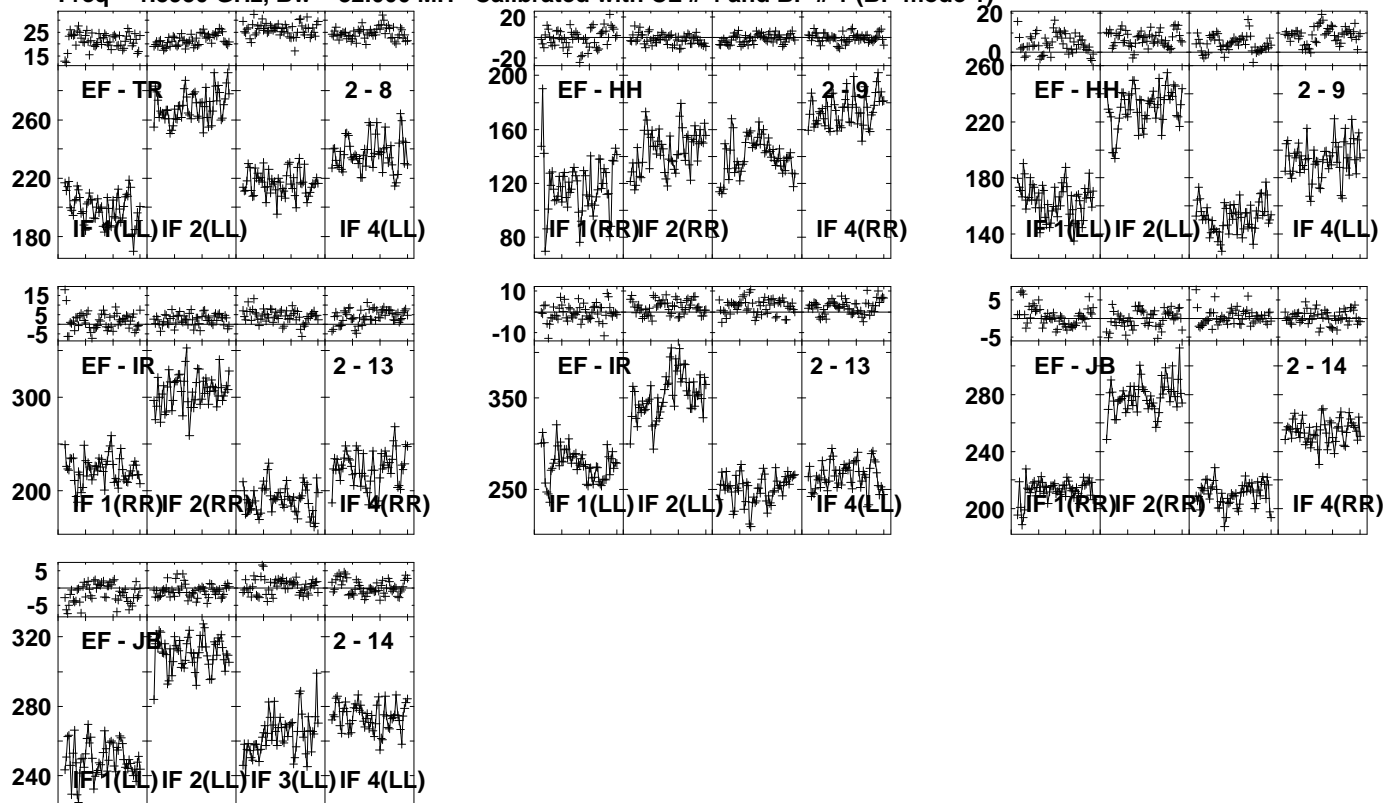 GHz, Calibrated with and
25
15
EF - TR 2 - 8
260
220
180
IF 1(LL) IF 2(LL) IF 4(LL)
20
-20
200
EF - HH 2 - 9
160
120
80
IF 1(RR) IF 2(RR) IF 4(RR)
20
0
260
EF - HH 2 - 9
220
180
140
IF 1(LL) IF 2(LL) IF 4(LL)
15
5
-5
EF - IR 2 - 13
300
200
IF 1(RR) IF 2(RR) IF 4(RR)
10
-10
EF - IR 2 - 13
350
250
IF 1(LL) IF 2(LL) IF 4(LL)
5
-5
EF - JB 2 - 14
280
240
200
IF 1(RR) IF 2(RR) IF 4(RR)
5
-5
320
EF - JB 2 - 14
280
240
IF 1(LL) IF 2(LL) IF 3(LL) IF 4(LL)